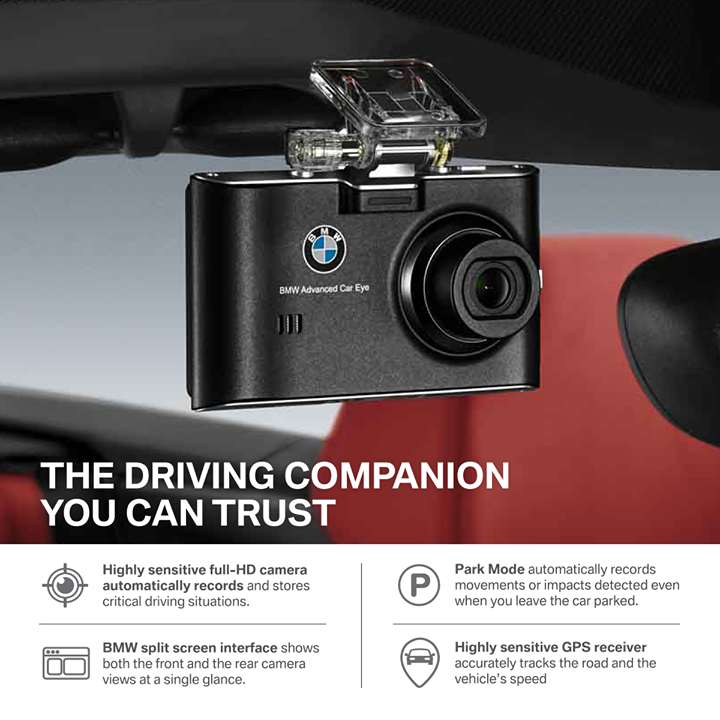 BMW
BMW Advanced Car Eye
THE DRIVING COMPANION
YOU CAN TRUST
Highly sensitive full-HD camera
automatically records and stores
critical driving situations.
BMW split screen interface shows
both the front and the rear camera
views at a single glance.
P
Park Mode automatically records
movements or impacts detected even
when you leave the car parked.
Highly sensitive GPS receiver
accurately tracks the road and the
vehicle's speed